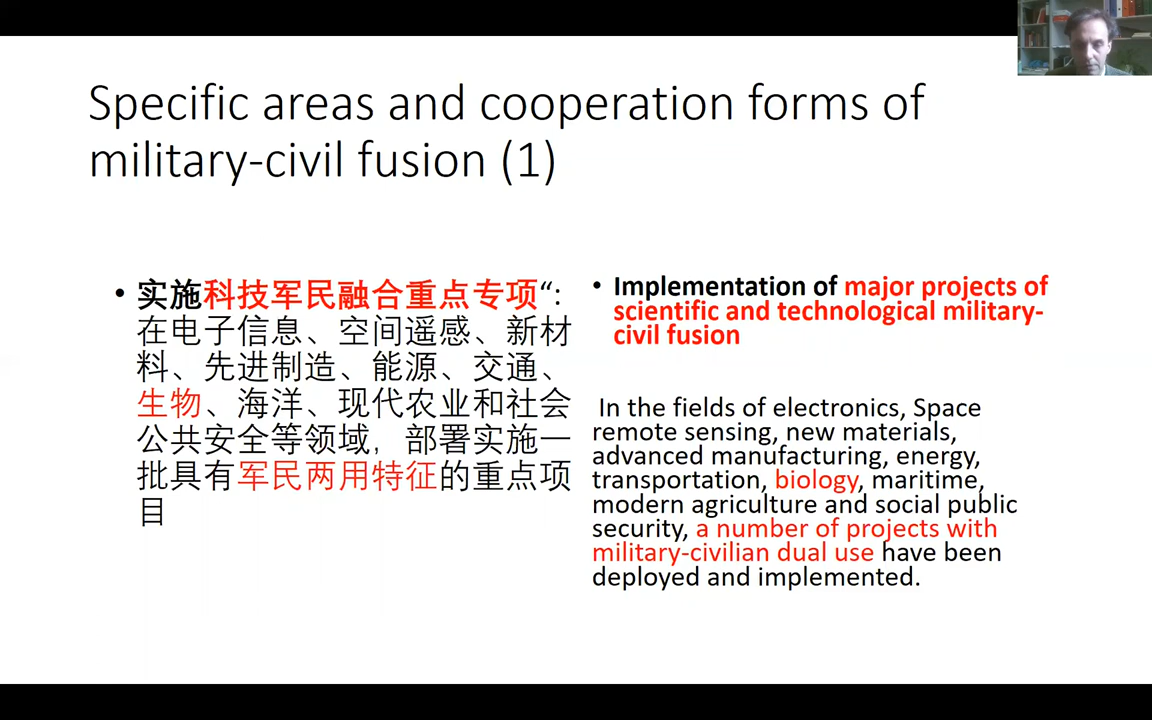 Specific areas and cooperation forms of
military-civil fusion (1)
• 实施科技军民融合重点专项“:
在电子信息、空间遥感、新材
料、先进制造、能源、交通、
生物、海洋、现代农业和社会
公共安全等领域，部署实施一
批具有军民两用特征的重点项
目
• Implementation of major projects of
scientific and technological military-
civil fusion
In the fields of electronics, Space
remote sensing, new materials,
advanced manufacturing, energy,
transportation, biology, maritime,
modern agriculture and social public
security, a number of projects with
military-civilian dual use have been
deployed and implemented.